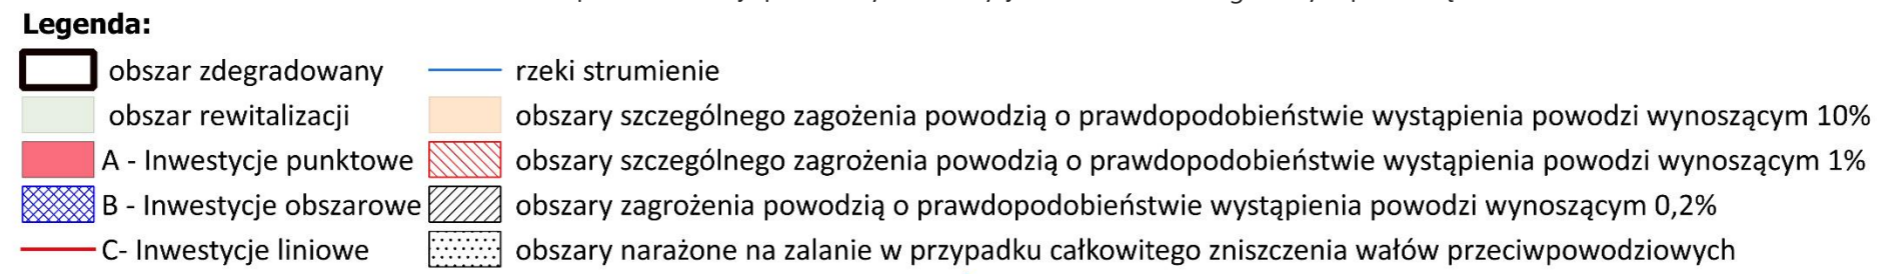 Legenda:
obszar zdegradowany
rzeki strumienie
obszar rewitalizacji
obszary szczególnego zagożenia powodzią o prawdopodobieństwie wystąpienia powodzi wynoszącym 10%
A - Inwestycje punktowe
obszary szczególnego zagrożenia powodzią o prawdopodobieństwie wystąpienia powodzi wynoszącym 1%
B - Inwestycje obszarowe
obszary zagrożenia powodzią o prawdopodobieństwie wystąpienia powodzi wynoszącym 0,2%
C- Inwestycje liniowe
obszary narażone na zalanie w przypadku całkowitego zniszczenia wałów przeciwpowodziowych